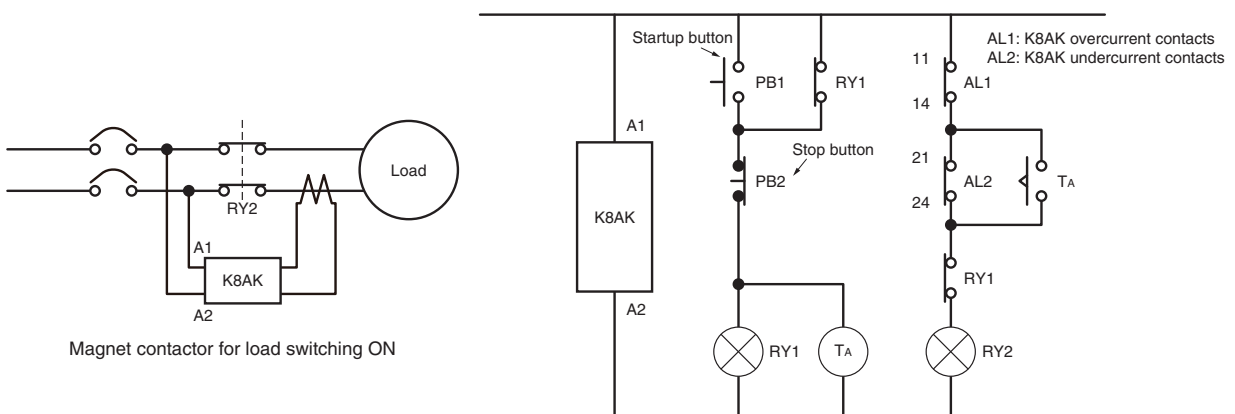 Load
RY2
A1
K8AK
A2
Magnet contactor for load switching ON
A1
K8AK
A2
Startup button
PB1
RY1
Stop button
PB2
RY1
TA
11
AL1
14
21
AL2
24
TA
RY1
RY2
AL1: K8AK overcurrent contacts
AL2: K8AK undercurrent contacts